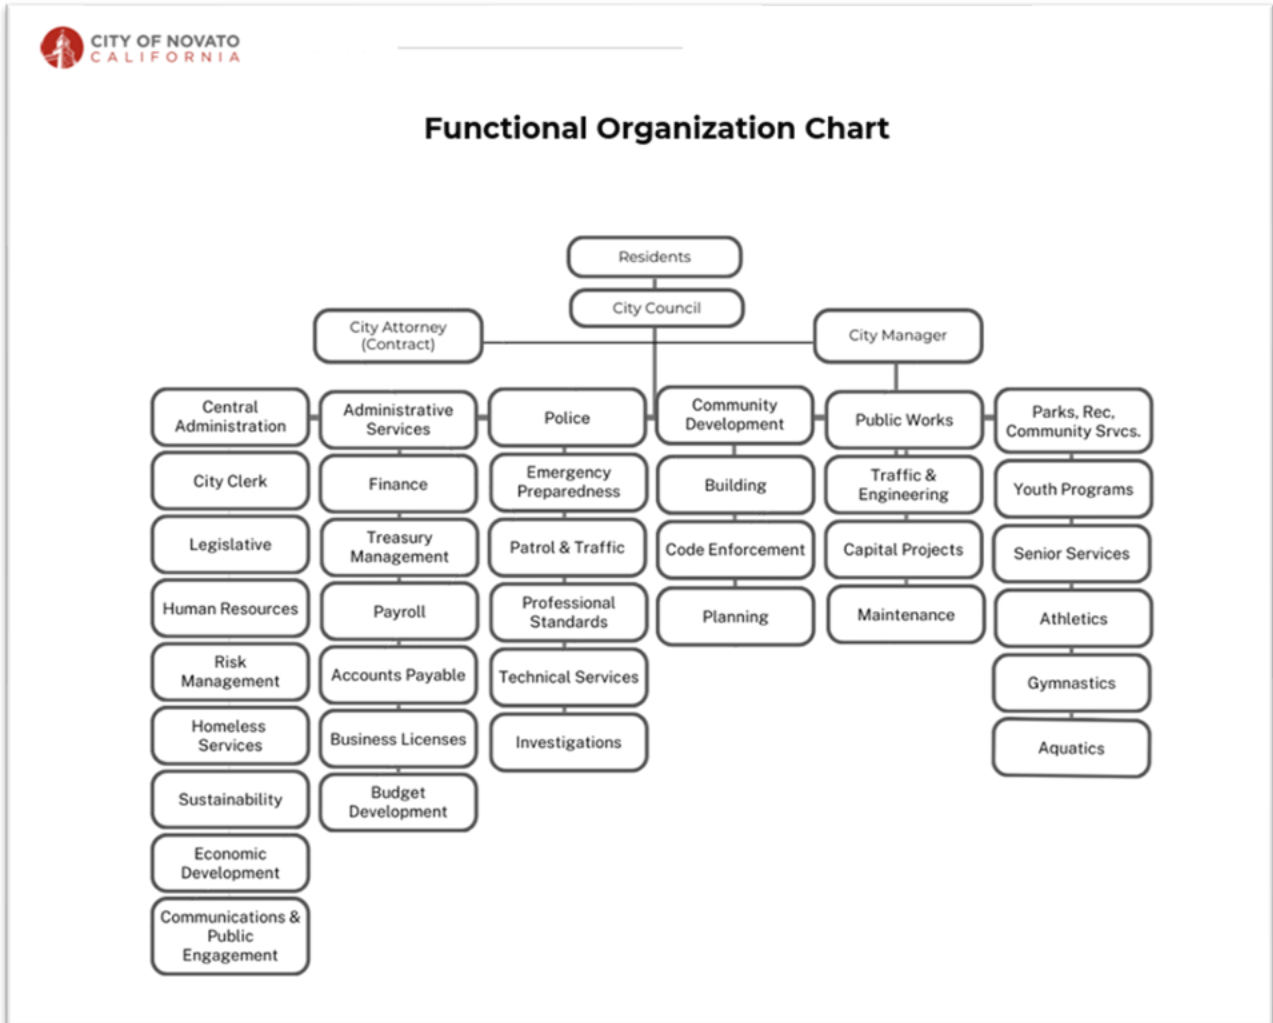 CITY OF NOVATO
CALIFORNIA
Functional Organization Chart
Residents
City Council
City Attorney
(Contract)
City Manager
Central
Administration
City Clerk
Legislative
Human Resources
Risk
Management
Homeless
Services
Sustainability
Economic
Development
Communications &
Public
Engagement
Administrative
Services
Finance
Treasury
Management
Payroll
Accounts Payable
Business Licenses
Budget
Development
Police
Emergency
Preparedness
Patrol & Traffic
Professional
Standards
Technical Services
Investigations
Community
Development
Building
Code Enforcement
Planning
Public Works
Traffic &
Engineering
Capital Projects
Maintenance
Parks, Rec,
Community Srvcs.
Youth Programs
Senior Services
Athletics
Gymnastics
Aquatics